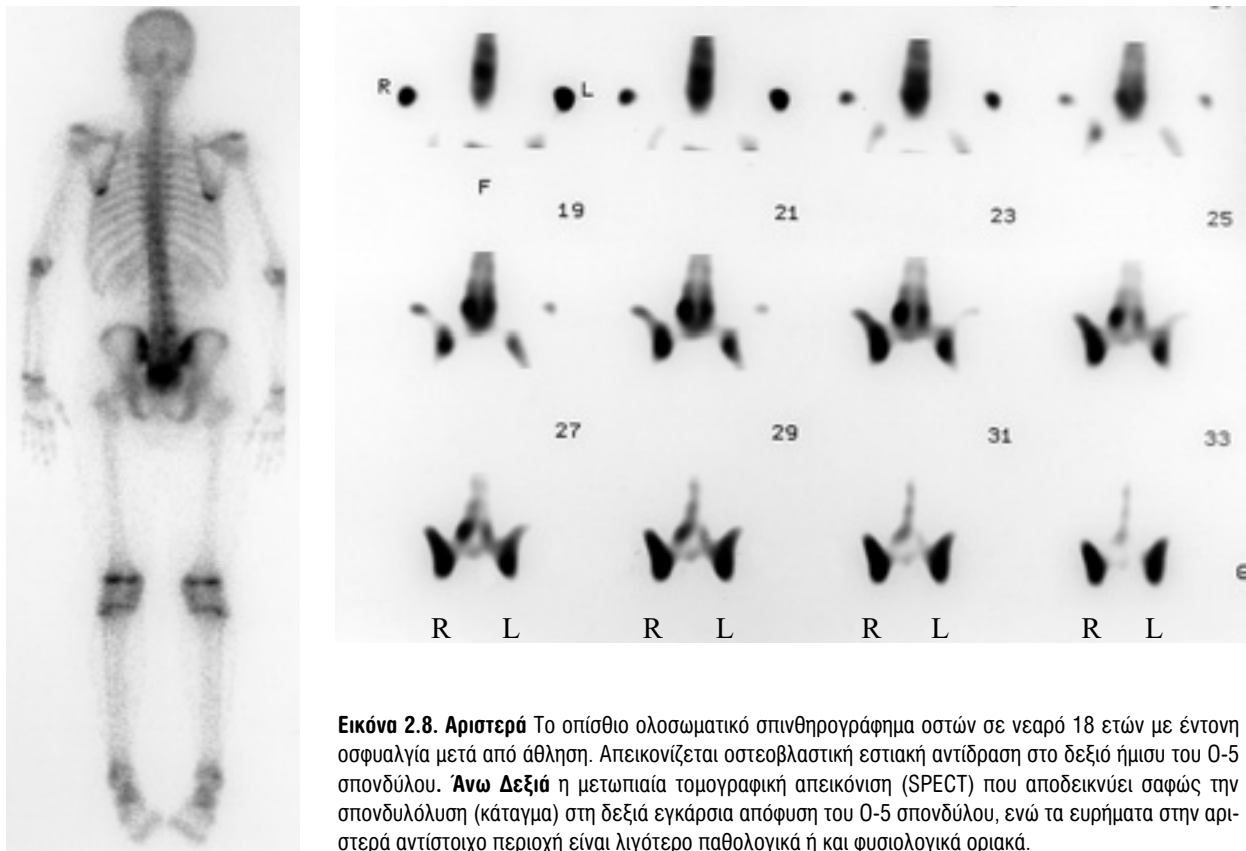 R L
F
19 21 23 25
27 29 31 33
R L R L R L R L
Εικόνα 2.8. Αριστερά Το οπίσθιο ολοσωματικό σπινθηρογράφημα οστών σε νεαρό 18 ετών με έντονη
οσφυαλγία μετά από άθληση. Απεικονίζεται οστεοβλαστική εστιακή αντίδραση στο δεξιό ήμισυ του Ο-5
σπονδύλου. Άνω Δεξιά η μετωπιαία τομογραφική απεικόνιση (SPECT) που αποδεικνύει σαφώς την
σπονδυλόλυση (κάταγμα) στη δεξιά εγκάρσια απόφυση του Ο-5 σπονδύλου, ενώ τα ευρήματα στην αρι-
στερά αντίστοιχο περιοχή είναι λιγότερο παθολογικά ή και φυσιολογικά οριακά.